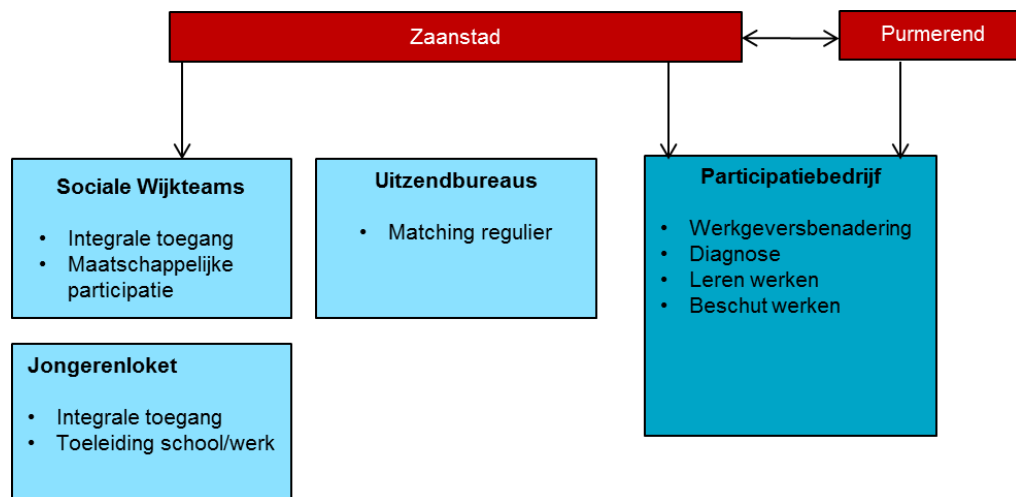 Zaanstad
Purmerend
Sociale Wijkteams
• Integrale toegang
• Maatschappelijke
participatie
Uitzendbureaus
• Matching regulier
Participatiebedrijf
• Werkgeversbenadering
• Diagnose
• Leren werken
• Beschut werken
Jongerenloket
• Integrale toegang
• Toeleiding school/werk